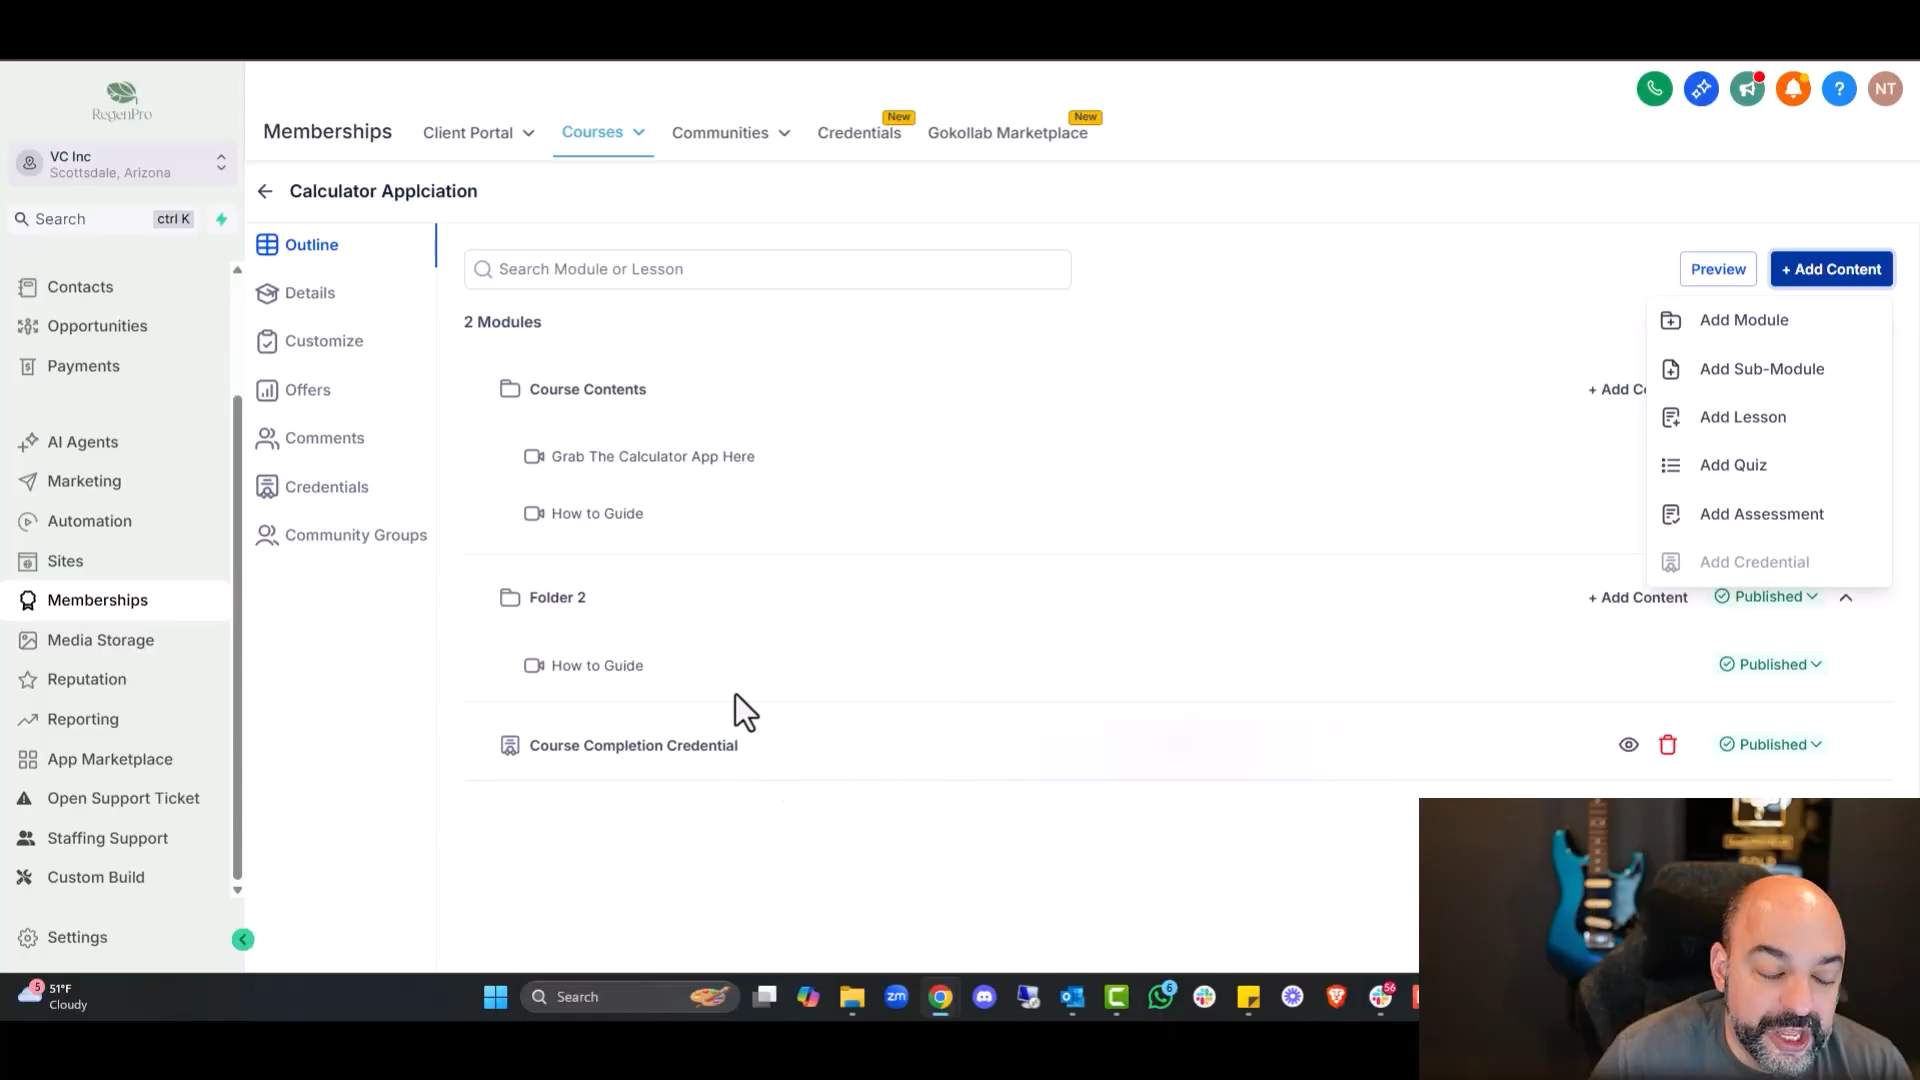 RegenPro
VC Inc
Scottsdale, Arizona
Search
ctrl K
Contacts
Opportunities
Payments
AI Agents
Marketing
Automation
Sites
Memberships
Media Storage
Reputation
Reporting
App Marketplace
Open Support Ticket
Staffing Support
Custom Build
Settings
Memberships
Client Portal
Courses
Communities
Credentials
New
Gokollab Marketplace
New
?
NT
Calculator Applciation
Outline
Details
Customize
Offers
Comments
Credentials
Community Groups
Search Module or Lesson
Preview
+ Add Content
2 Modules
Add Module
Add Sub-Module
Add Lesson
Add Quiz
Add Assessment
Add Credential
Course Contents
+ Add Co
Grab The Calculator App Here
How to Guide
Folder 2
+ Add Content
Published
How to Guide
Published
Course Completion Credential
Published
5
51°F
Cloudy
Search
zm
6
56